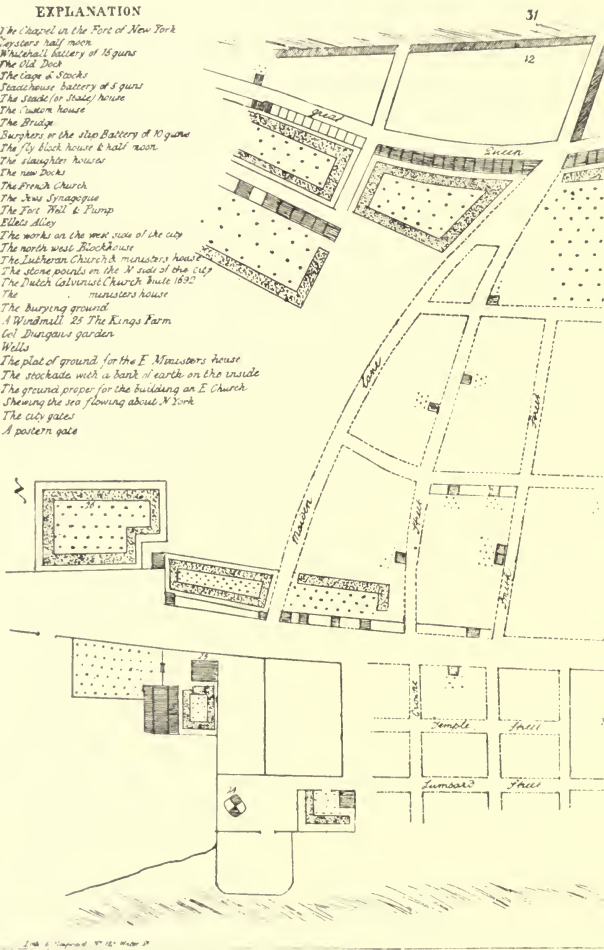 EXPLANATION
The Chapel in the Fort of New York
Leysters half moon
Whitehall battery of 15 guns
The Old Dock
The Cage & Stocks
Stadthouse battery of 5 guns
The Stadt (or State) house
The Custom house
The Bridge
Burghers or the slip Battery of 10 guns
The fly block house & half moon
The slaughter houses
The new Docks
The French Church
The Jews Synagogue
The Fort Well & Pump
Ellets Alley
The works on the west side of the city
The north west Blockhouse
The Lutheran Church & ministers house
The stone points on the N side of the city
The Dutch Calvinist Church built 1692
The ministers house
The burying ground
A Windmill 25 The Kings Farm
Col Dungans garden
Wells
The plat of ground for the E Ministers house
The stockade with a bank of earth on the inside
The ground proper for the building an E Church
Shewing the sea flowing about N York
The city gates
A postern gate
31
12
great
Queen
Lane
Street
Maiden
Street
26
N
25
Crowne
Temple Street
Lumbard Street
24